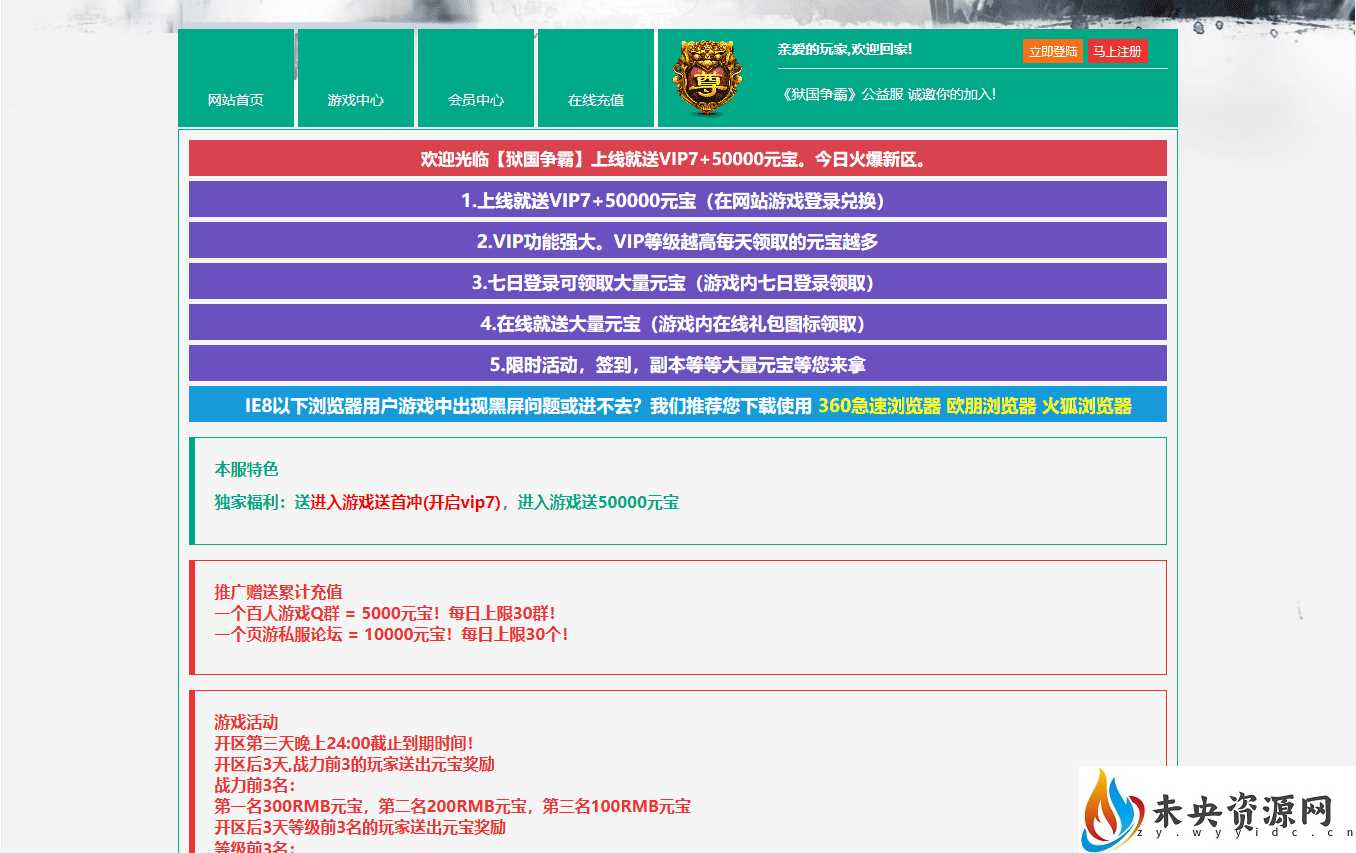 网站首页
游戏中心
会员中心
在线充值
尊
亲爱的玩家,欢迎回家!
立即登陆
马上注册
《狱国争霸》公益服 诚邀你的加入!
欢迎光临【狱国争霸】上线就送VIP7+50000元宝。今日火爆新区。
1.上线就送VIP7+50000元宝（在网站游戏登录兑换）
2.VIP功能强大。VIP等级越高每天领取的元宝越多
3.七日登录可领取大量元宝（游戏内七日登录领取）
4.在线就送大量元宝（游戏内在线礼包图标领取）
5.限时活动，签到，副本等等大量元宝等您来拿
IE8以下浏览器用户游戏中出现黑屏问题或进不去？我们推荐您下载使用 360急速浏览器 欧朋浏览器 火狐浏览器
本服特色
独家福利：送进入游戏送首冲(开启vip7)，进入游戏送50000元宝
推广赠送累计充值
一个百人游戏Q群 = 5000元宝！每日上限30群！
一个页游私服论坛 = 10000元宝！每日上限30个！
游戏活动
开区第三天晚上24:00截止到期时间！
开区后3天,战力前3的玩家送出元宝奖励
战力前3名：
第一名300RMB元宝，第二名200RMB元宝，第三名100RMB元宝
开区后3天等级前3名的玩家送出元宝奖励
等级前3名：
未央资源网
zy.wyyidc.cn